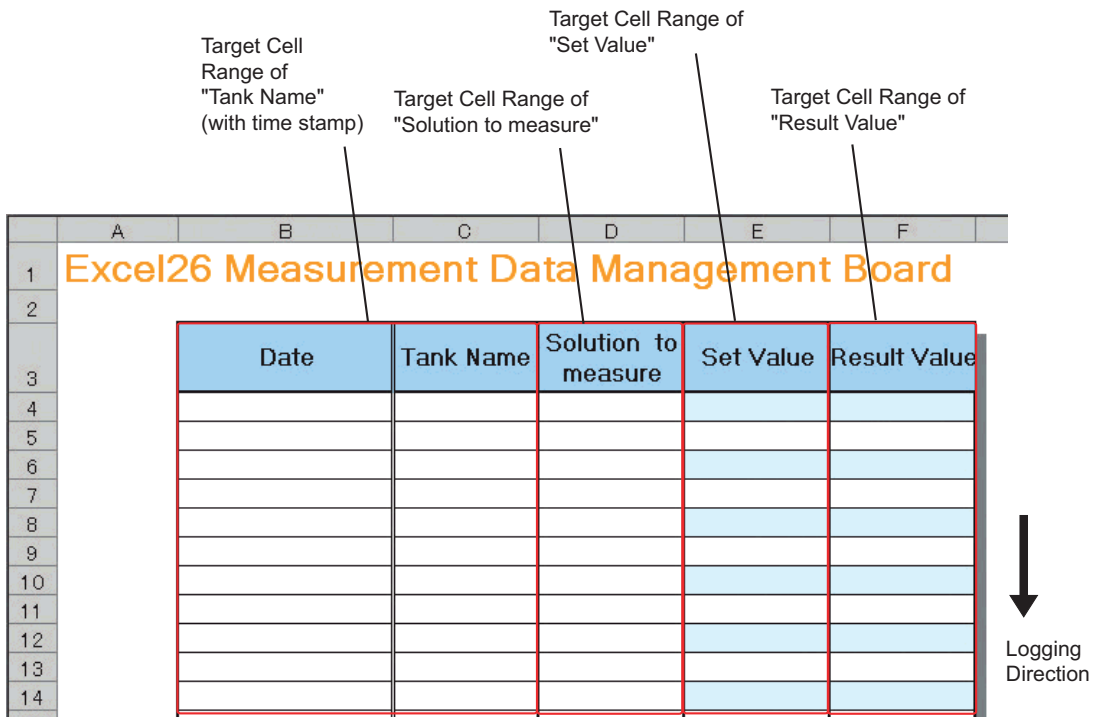 Target Cell Range of
"Set Value"
Target Cell
Range of
"Tank Name"
(with time stamp)
Target Cell Range of
"Solution to measure"
Target Cell Range of
"Result Value"
A B C D E F
1 Excel26 Measurement Data Management Board
2
3 Date Tank Name Solution to measure Set Value Result Value
4
5
6
7
8
9
10
11
12
13
14
Logging
Direction